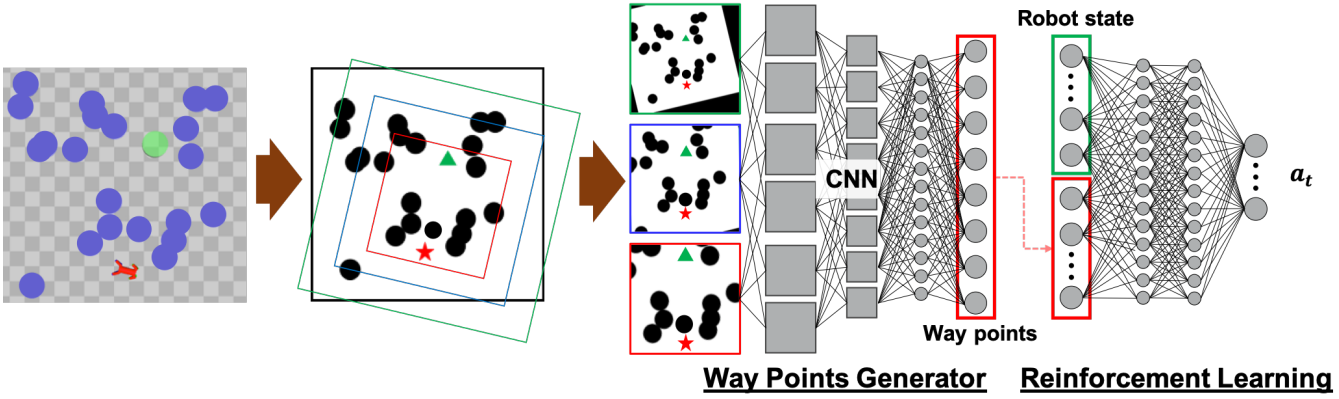 Robot state
CNN
a_t
Way points
Way Points Generator
Reinforcement Learning